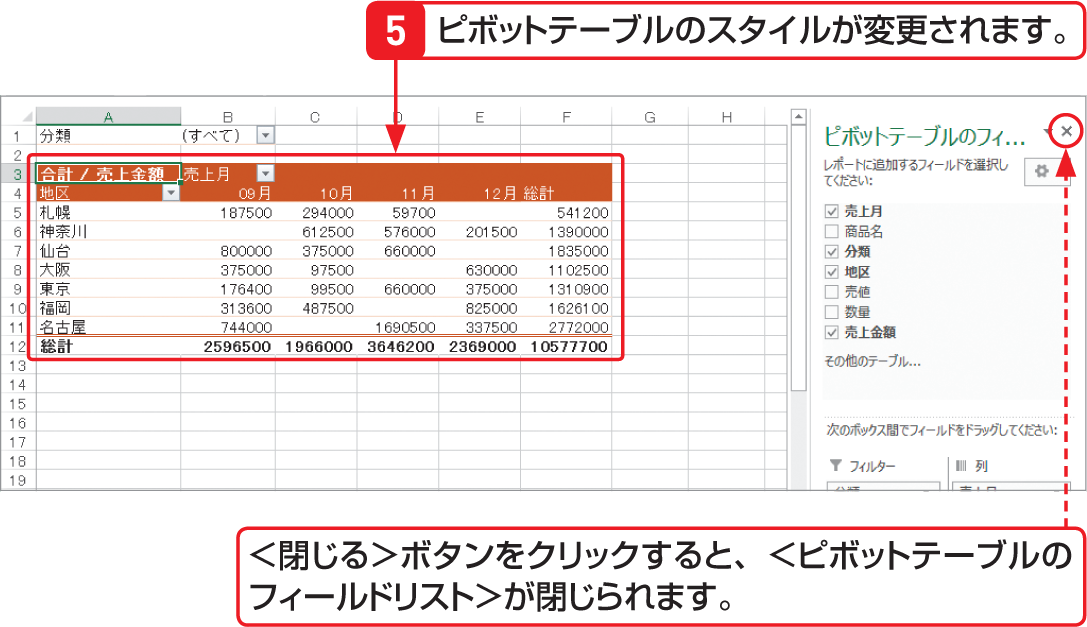 5 ピボットテーブルのスタイルが変更されます。
A B C D E F G H
1 分類 (すべて)
2
3 合計 / 売上金額 売上月
4 地区 09月 10月 11月 12月 総計
5 札幌 187500 294000 59700 541200
6 神奈川 612500 576000 201500 1390000
7 仙台 800000 375000 660000 1835000
8 大阪 375000 97500 630000 1102500
9 東京 176400 99500 660000 375000 1310900
10 福岡 313600 487500 825000 1626100
11 名古屋 744000 1690500 337500 2772000
12 総計 2596500 1966000 3646200 2369000 10577700
13
14
15
16
17
18
19
ピボットテーブルのフィ...
レポートに追加するフィールドを選択し
てください:
売上月
商品名
分類
地区
売値
数量
売上金額
その他のテーブル...
次のボックス間でフィールドをドラッグしてください:
フィルター 列
分類 売上月
＜閉じる＞ボタンをクリックすると、＜ピボットテーブルの
フィールドリスト＞が閉じられます。